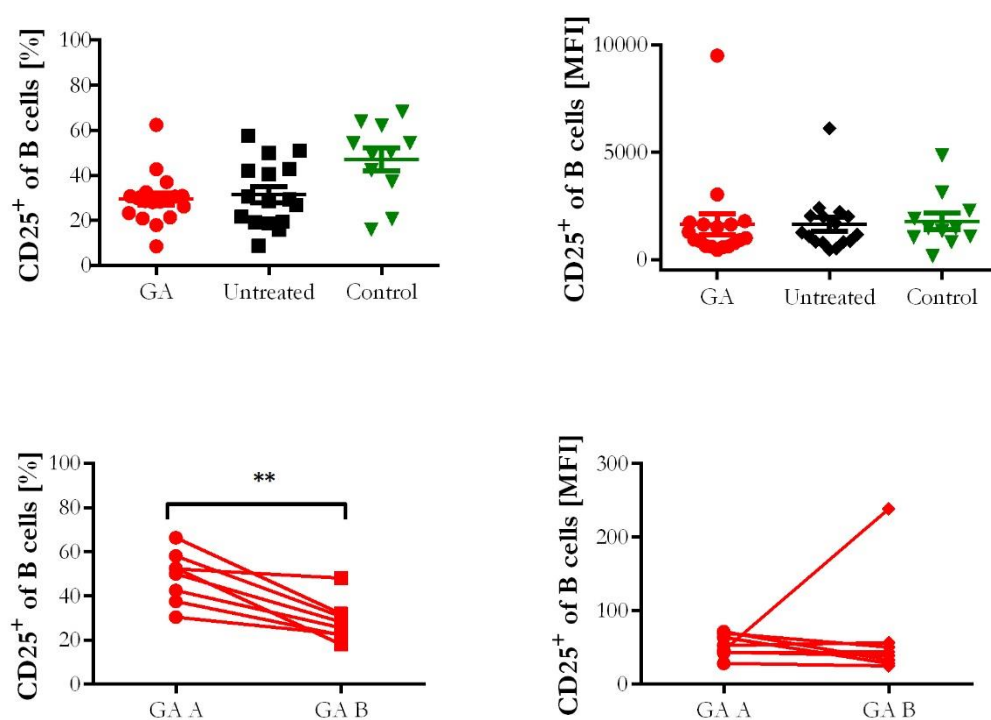 CD25+ of B cells [%]
100
80
60
40
20
0
GA Untreated Control
CD25+ of B cells [MFI]
10000
5000
0
GA Untreated Control
CD25+ of B cells [%]
100
80
60
40
20
0
**
GA A GA B
CD25+ of B cells [MFI]
300
200
100
0
GA A GA B